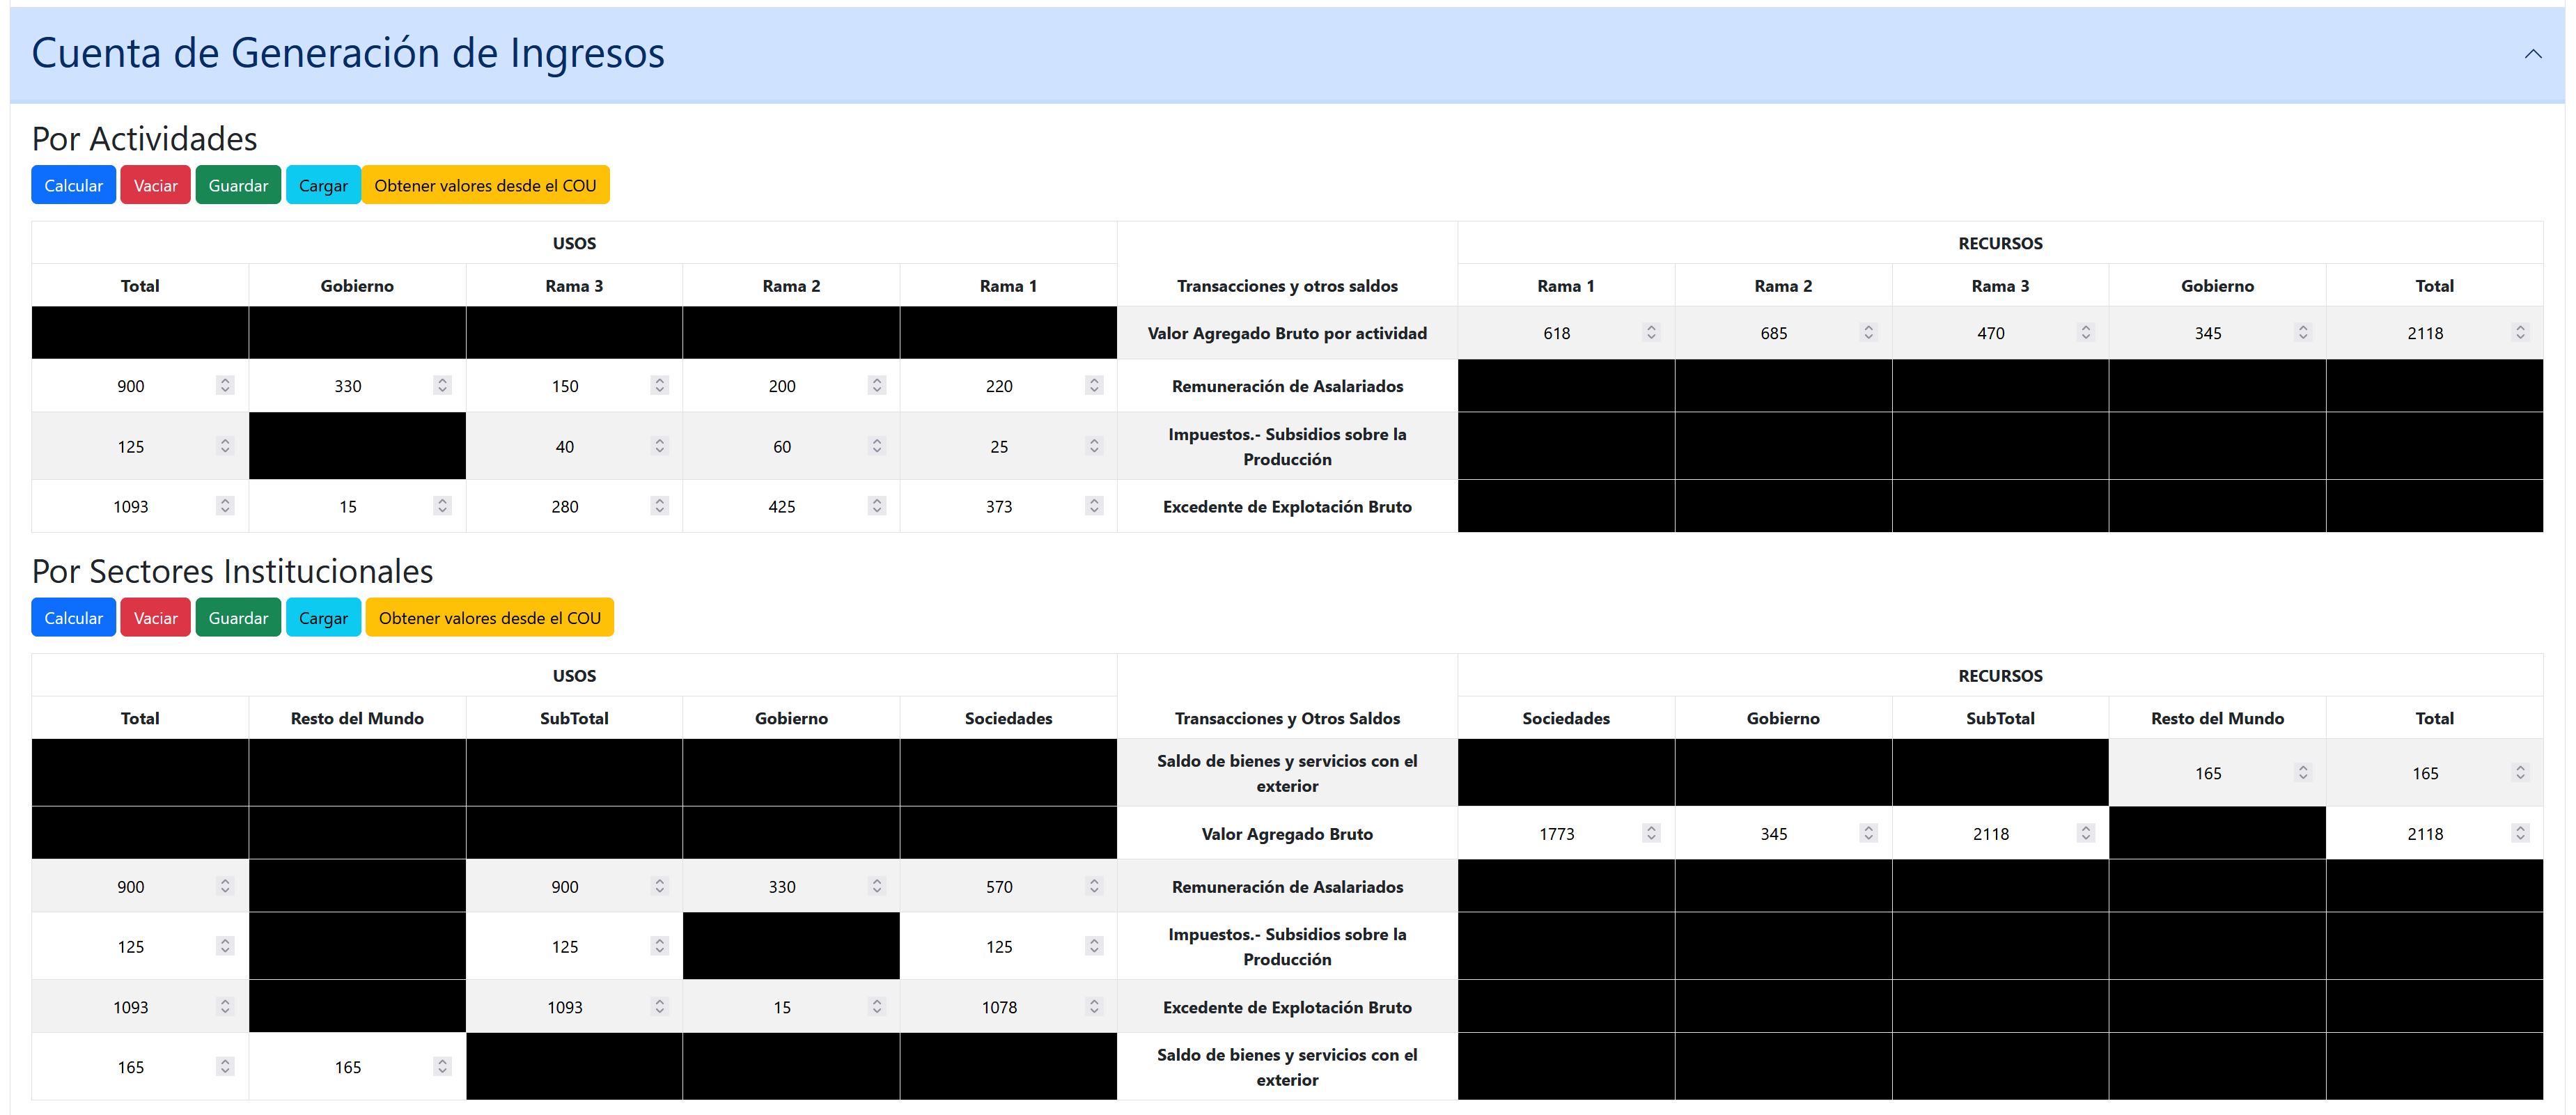 Cuenta de Generación de Ingresos
Por Actividades
Calcular Vaciar Guardar Cargar Obtener valores desde el COU
USOS RECURSOS
Total Gobierno Rama 3 Rama 2 Rama 1 Transacciones y otros saldos Rama 1 Rama 2 Rama 3 Gobierno Total
Valor Agregado Bruto por actividad 618 685 470 345 2118
900 330 150 200 220 Remuneración de Asalariados
125 40 60 25 Impuestos.- Subsidios sobre la
Producción
1093 15 280 425 373 Excedente de Explotación Bruto
Por Sectores Institucionales
Calcular Vaciar Guardar Cargar Obtener valores desde el COU
USOS RECURSOS
Total Resto del Mundo SubTotal Gobierno Sociedades Transacciones y Otros Saldos Sociedades Gobierno SubTotal Resto del Mundo Total
Saldo de bienes y servicios con el
exterior 165 165
Valor Agregado Bruto 1773 345 2118 2118
900 900 330 570 Remuneración de Asalariados
125 125 125 Impuestos.- Subsidios sobre la
Producción
1093 1093 15 1078 Excedente de Explotación Bruto
165 165 Saldo de bienes y servicios con el
exterior